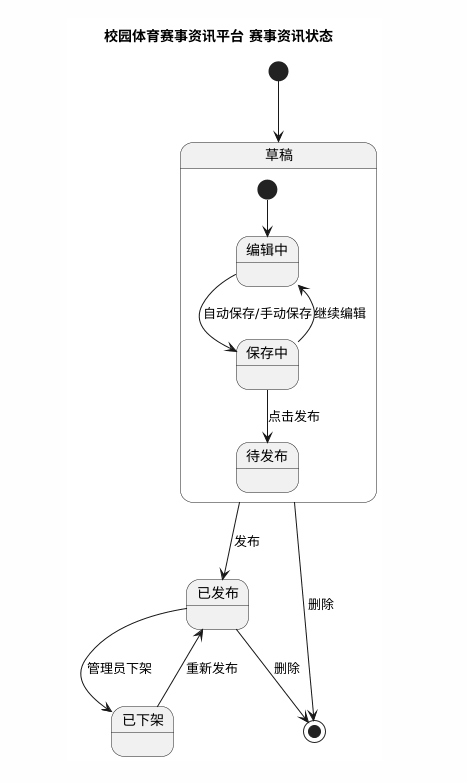 校园体育赛事资讯平台 赛事资讯状态
草稿
编辑中
自动保存/手动保存
继续编辑
保存中
点击发布
待发布
发布
已发布
删除
管理员下架
重新发布
删除
已下架